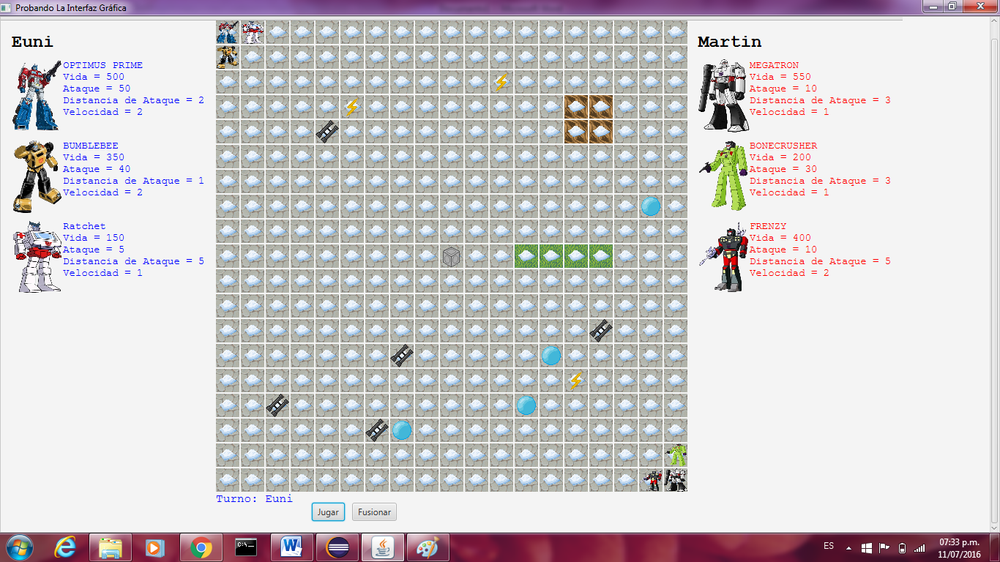 Probando La Interfaz Gráfica
Euni
OPTIMUS PRIME
Vida = 500
Ataque = 50
Distancia de Ataque = 2
Velocidad = 2
BUMBLEBEE
Vida = 350
Ataque = 40
Distancia de Ataque = 1
Velocidad = 2
Ratchet
Vida = 150
Ataque = 5
Distancia de Ataque = 5
Velocidad = 1
Martin
MEGATRON
Vida = 550
Ataque = 10
Distancia de Ataque = 3
Velocidad = 1
BONECRUSHER
Vida = 200
Ataque = 30
Distancia de Ataque = 3
Velocidad = 1
FRENZY
Vida = 400
Ataque = 10
Distancia de Ataque = 5
Velocidad = 2
Turno: Euni
Jugar
Fusionar
ES
07:33 p.m.
11/07/2016